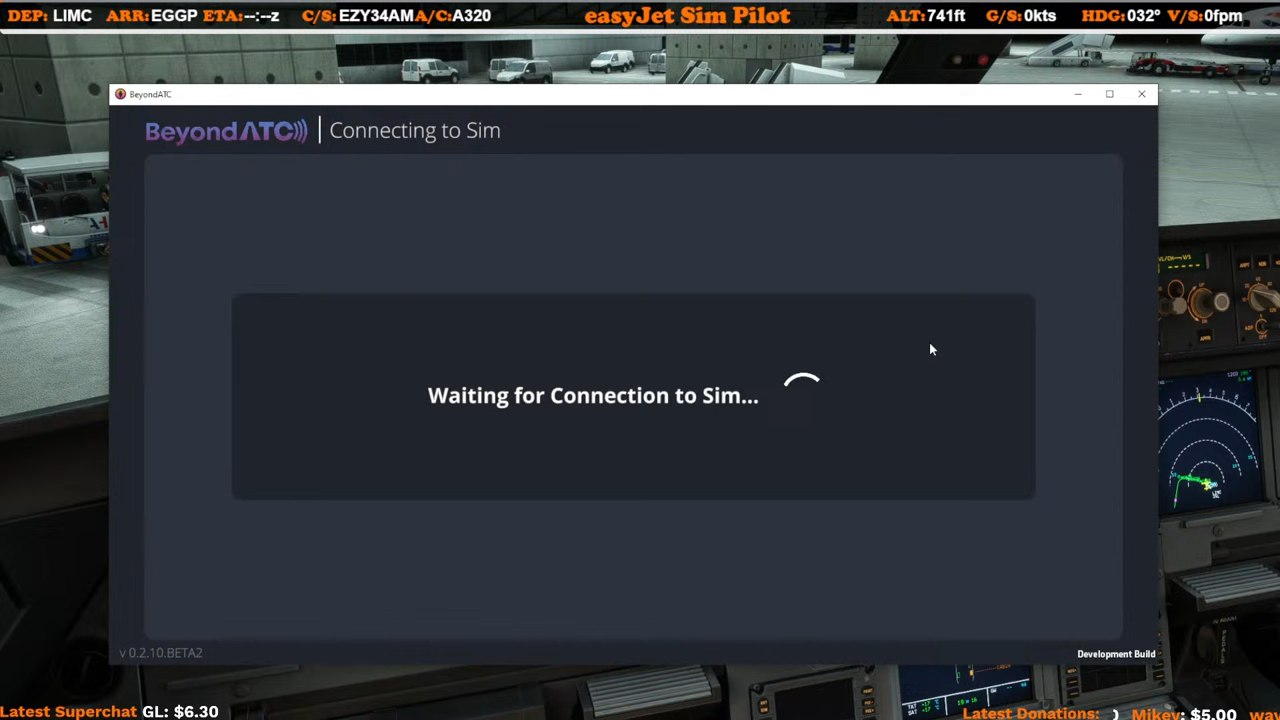 DEP: LIMC ARR:EGGP ETA:--:--z C/S:EZY34AM A/C:A320 easyJet Sim Pilot ALT:741ft G/S:0kts HDG:032º V/S:0fpm
BeyondATC
BeyondATC Connecting to Sim
Waiting for Connection to Sim...
v 0.2.10.BETA2
Development Build
Latest Superchat GL: $6.30
Latest Donations: ) Mikey: $5.00